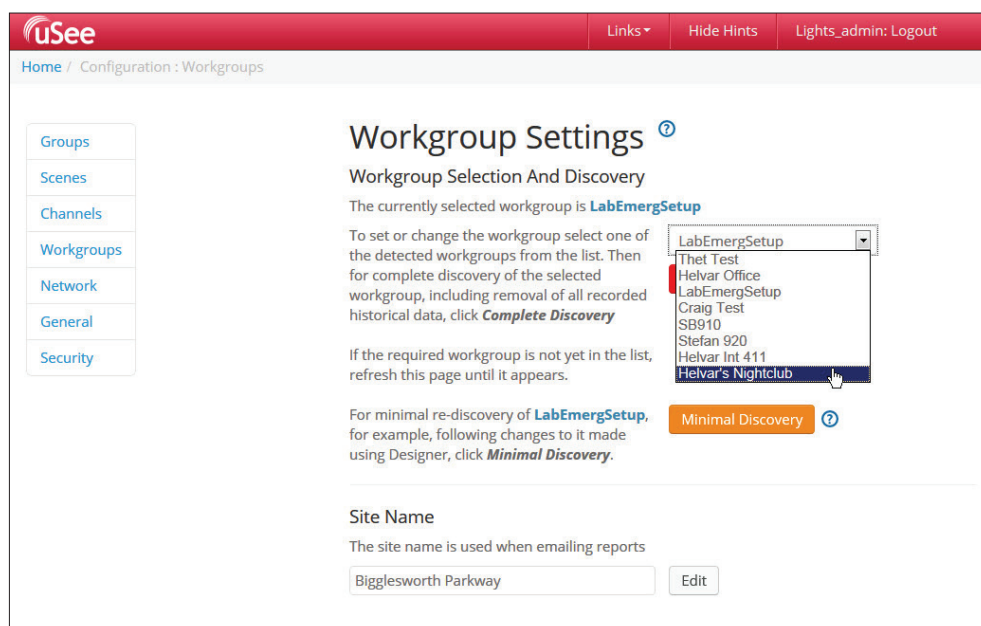 uSee
Links
Hide Hints
Lights_admin: Logout
Home / Configuration : Workgroups
Groups
Scenes
Channels
Workgroups
Network
General
Security
Workgroup Settings ?
Workgroup Selection And Discovery
The currently selected workgroup is LabEmergSetup
To set or change the workgroup select one of
the detected workgroups from the list. Then
for complete discovery of the selected
workgroup, including removal of all recorded
historical data, click Complete Discovery
LabEmergSetup
Thet Test
Helvar Office
LabEmergSetup
Craig Test
SB910
Stefan 920
Helvar Int 411
Helvar's Nightclub
If the required workgroup is not yet in the list,
refresh this page until it appears.
For minimal re-discovery of LabEmergSetup,
for example, following changes to it made
using Designer, click Minimal Discovery.
Minimal Discovery ?
Site Name
The site name is used when emailing reports
Bigglesworth Parkway
Edit